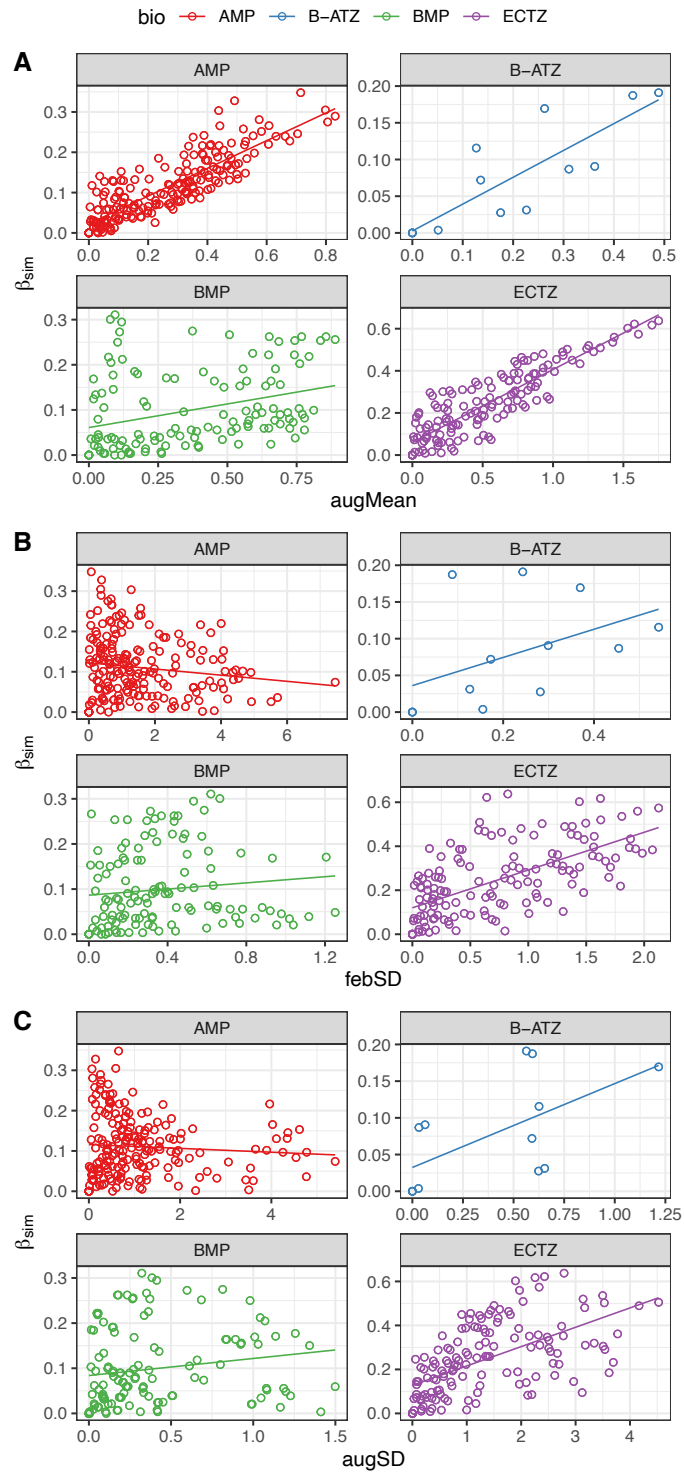 bio AMP B−ATZ BMP ECTZ
A
AMP B−ATZ
0.3 0.2 0.1 0.0
0.20 0.15 0.10 0.05 0.00
0.0 0.2 0.4 0.6 0.8
0.0 0.1 0.2 0.3 0.4 0.5
βsim
BMP ECTZ
0.3 0.2 0.1 0.0
0.6 0.4 0.2 0.0
0.00 0.25 0.50 0.75
0.0 0.5 1.0 1.5
augMean
B
AMP B−ATZ
0.3 0.2 0.1 0.0
0.20 0.15 0.10 0.05 0.00
0 2 4 6
0.0 0.2 0.4
βsim
BMP ECTZ
0.3 0.2 0.1 0.0
0.6 0.4 0.2 0.0
0.0 0.4 0.8 1.2
0.0 0.5 1.0 1.5 2.0
febSD
C
AMP B−ATZ
0.3 0.2 0.1 0.0
0.20 0.15 0.10 0.05 0.00
0 2 4
0.00 0.25 0.50 0.75 1.00 1.25
βsim
BMP ECTZ
0.3 0.2 0.1 0.0
0.6 0.4 0.2 0.0
0.0 0.5 1.0 1.5
0 1 2 3 4
augSD